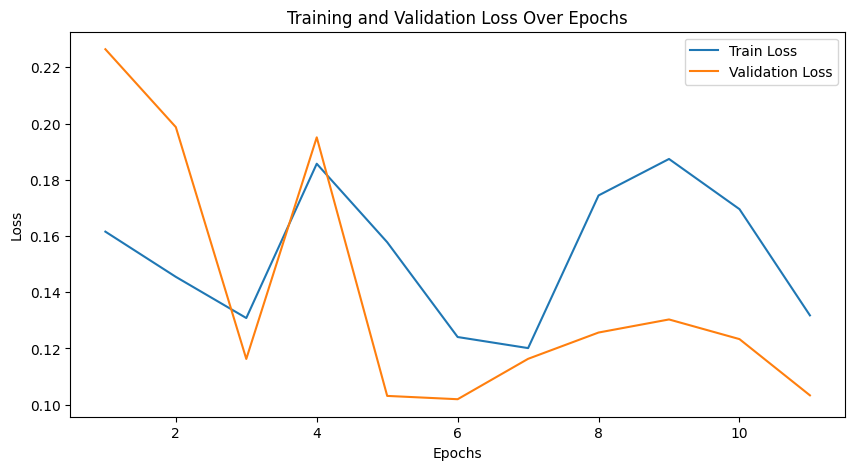 Training and Validation Loss Over Epochs
Train Loss
Validation Loss
0.22
0.20
0.18
0.16
0.14
0.12
0.10
Loss
2 4 6 8 10
Epochs